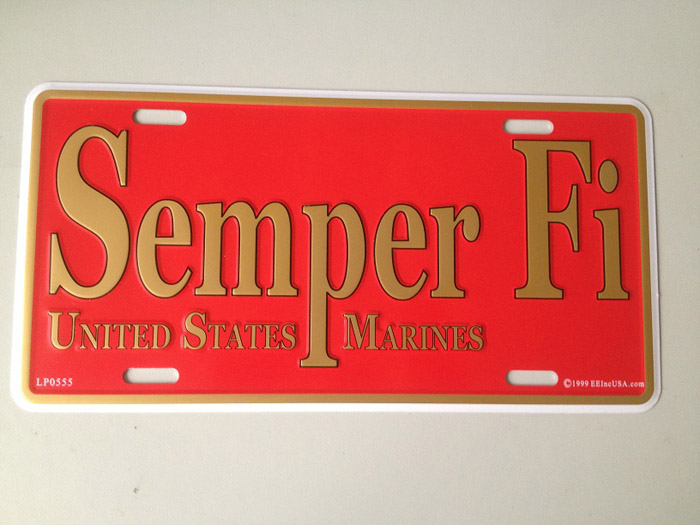 Semper Fi
United States Marines
LP0555
©1999 EEIncUSA.com